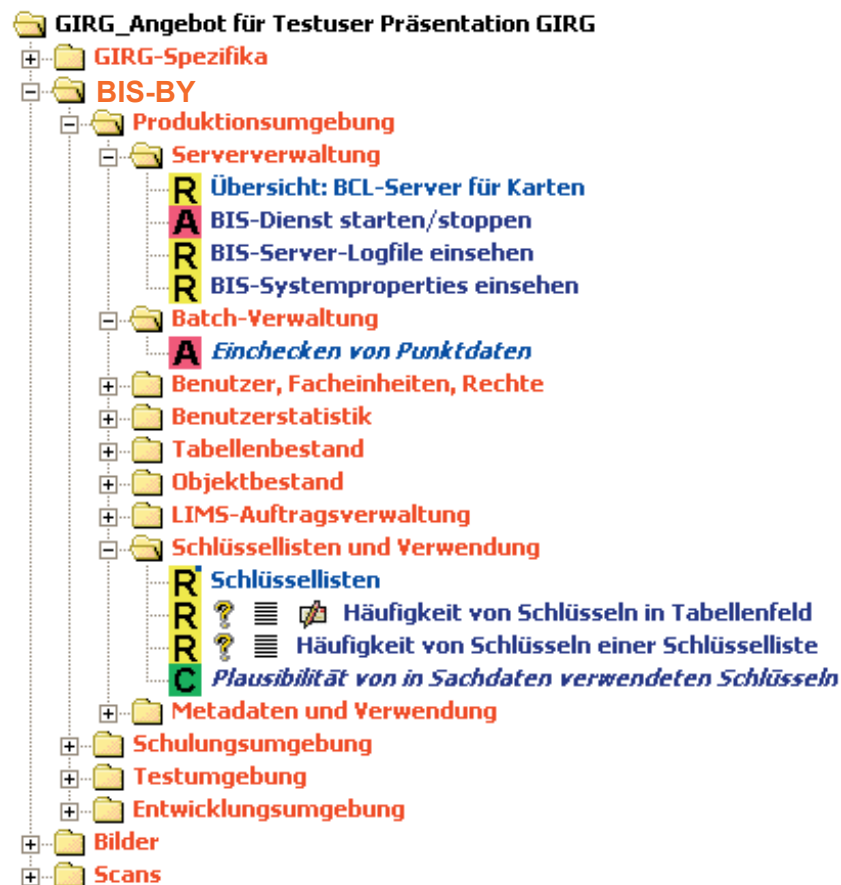 GIRG_Angebot für Testuser Präsentation GIRG
GIRG-Spezifika
BIS-BY
Produktionsumgebung
Serververwaltung
R Übersicht: BCL-Server für Karten
A BIS-Dienst starten/stoppen
R BIS-Server-Logfile einsehen
R BIS-Systemproperties einsehen
Batch-Verwaltung
A Einchecken von Punktdaten
Benutzer, Facheinheiten, Rechte
Benutzerstatistik
Tabellenbestand
Objektbestand
LIMS-Auftragsverwaltung
Schlüssellisten und Verwendung
R Schlüssellisten
R ? Häufigkeit von Schlüsseln in Tabellenfeld
R ? Häufigkeit von Schlüsseln einer Schlüsselliste
C Plausibilität von in Sachdaten verwendeten Schlüsseln
Metadaten und Verwendung
Schulungsumgebung
Testumgebung
Entwicklungsumgebung
Bilder
Scans